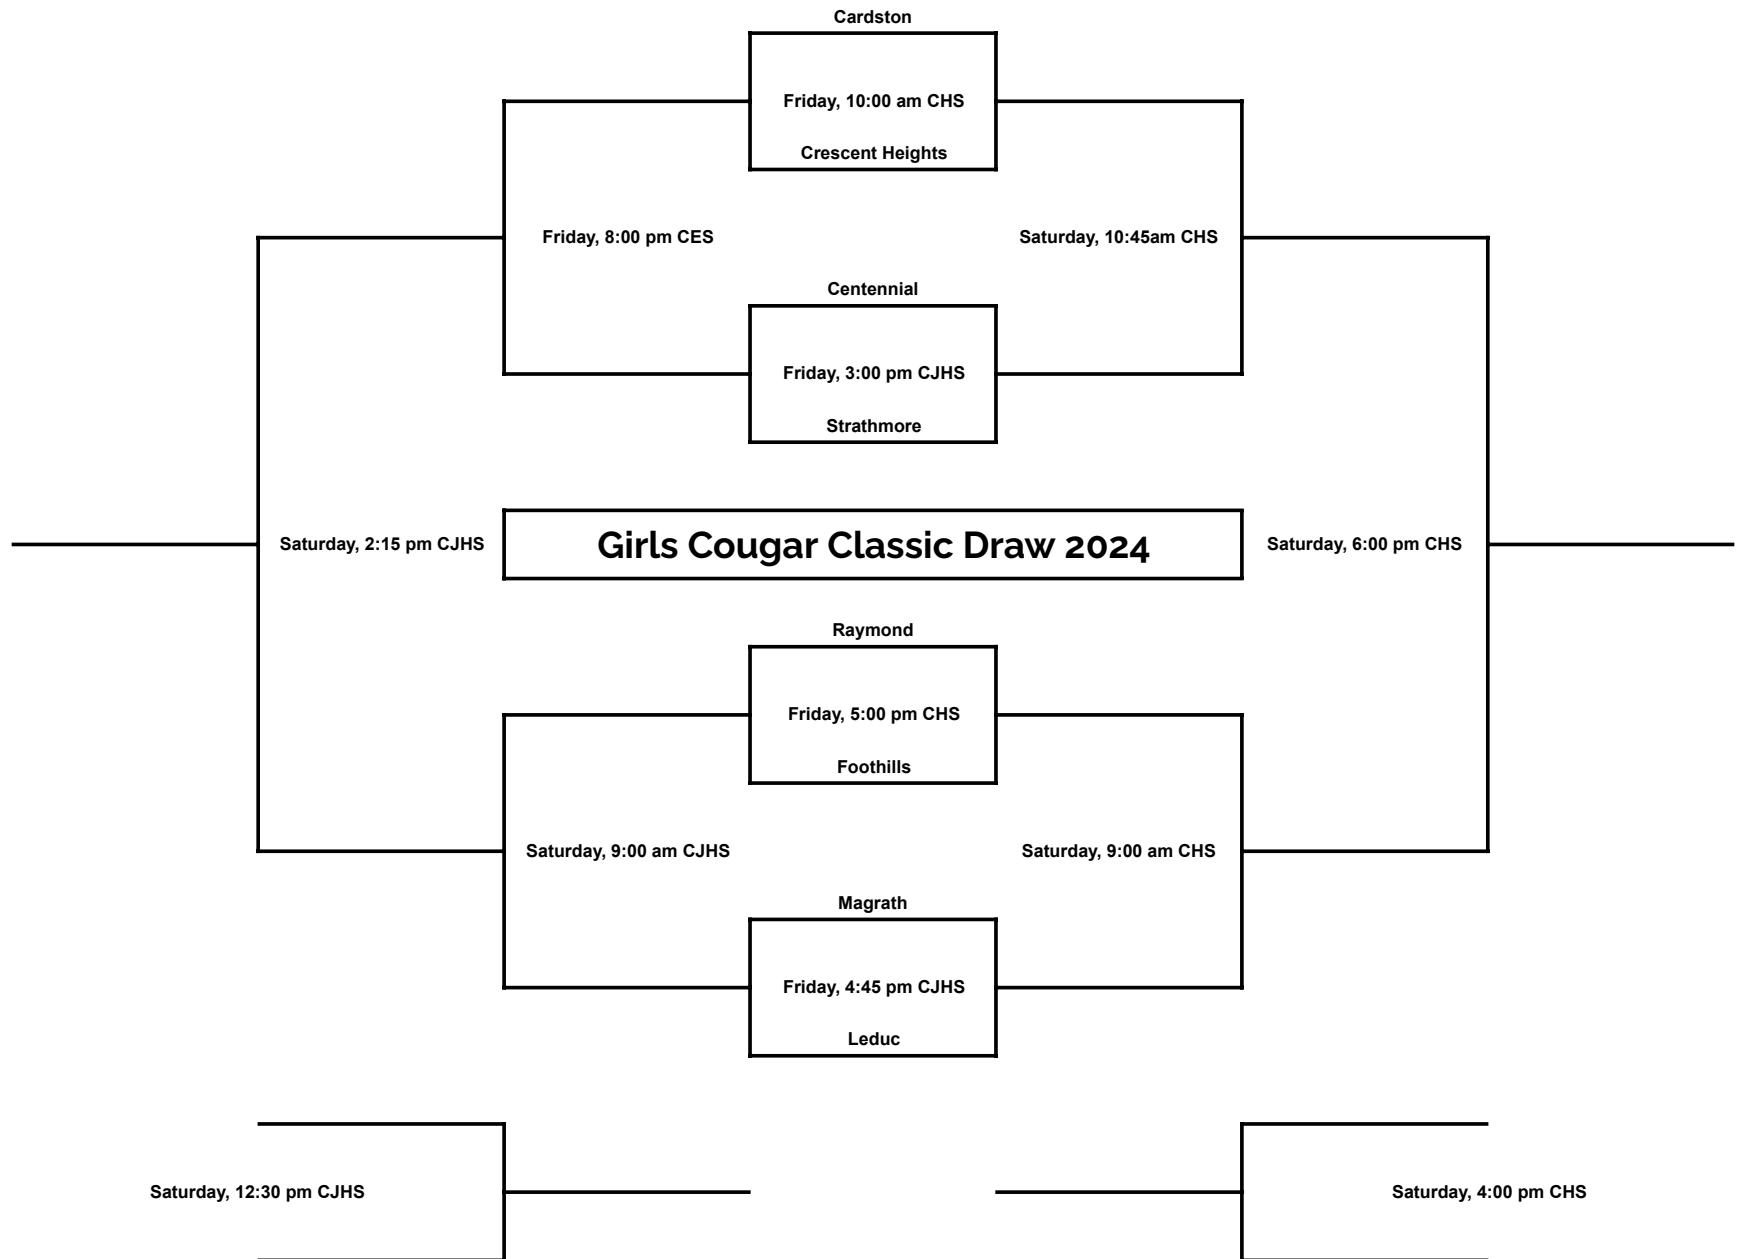 Cardston
Friday, 10:00 am CHS
Crescent Heights
Friday, 8:00 pm CES
Saturday, 10:45am CHS
Centennial
Friday, 3:00 pm CJHS
Strathmore
Saturday, 2:15 pm CJHS
Girls Cougar Classic Draw 2024
Saturday, 6:00 pm CHS
Raymond
Friday, 5:00 pm CHS
Foothills
Saturday, 9:00 am CJHS
Saturday, 9:00 am CHS
Magrath
Friday, 4:45 pm CJHS
Leduc
Saturday, 12:30 pm CJHS
Saturday, 4:00 pm CHS